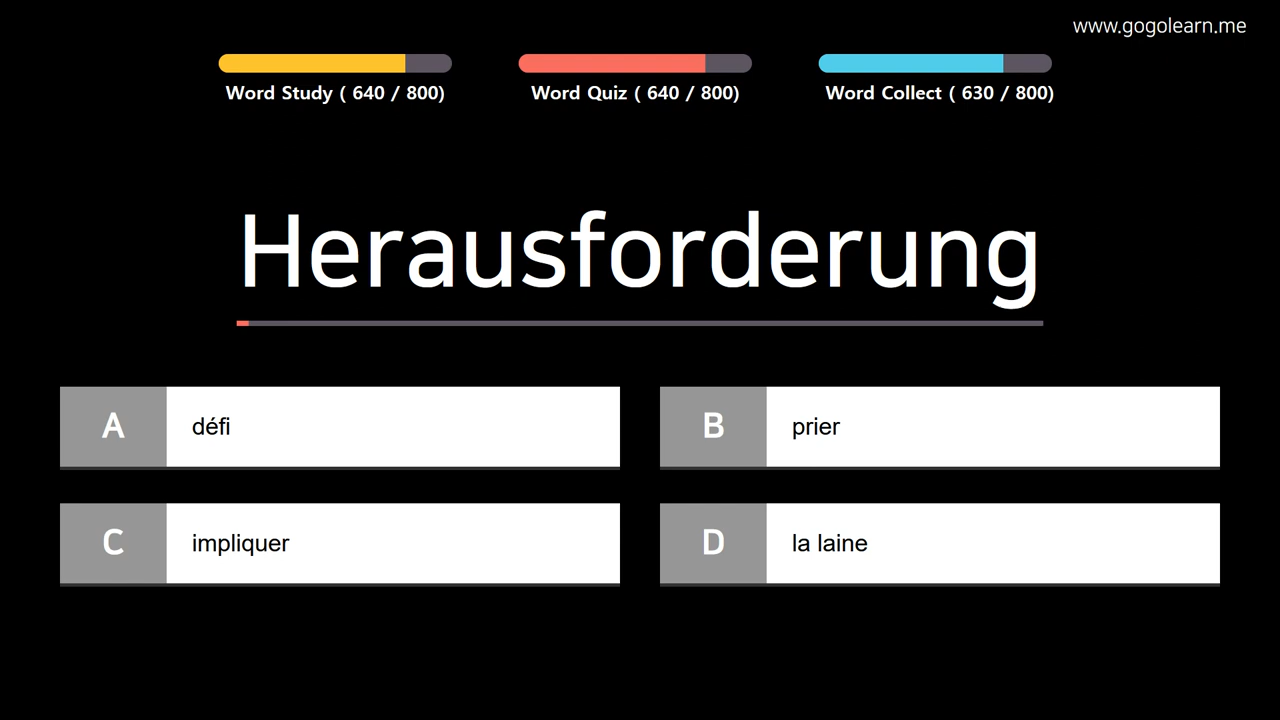 www.gogolearn.me
Word Study ( 640 / 800)
Word Quiz ( 640 / 800)
Word Collect ( 630 / 800)
Herausforderung
A
défi
B
prier
C
impliquer
D
la laine